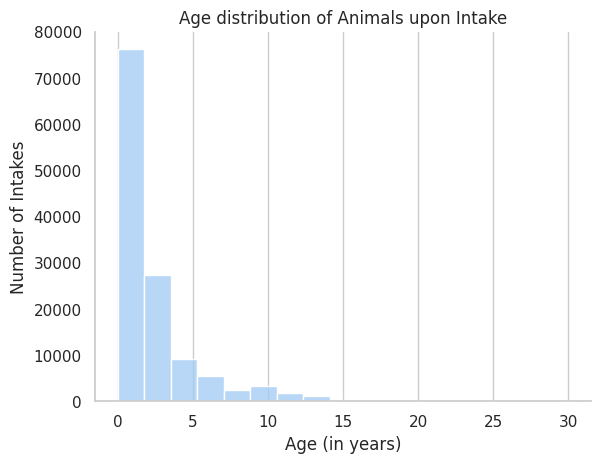 Age distribution of Animals upon Intake
80000
70000
60000
50000
40000
30000
20000
10000
0
Number of Intakes
0 5 10 15 20 25 30
Age (in years)